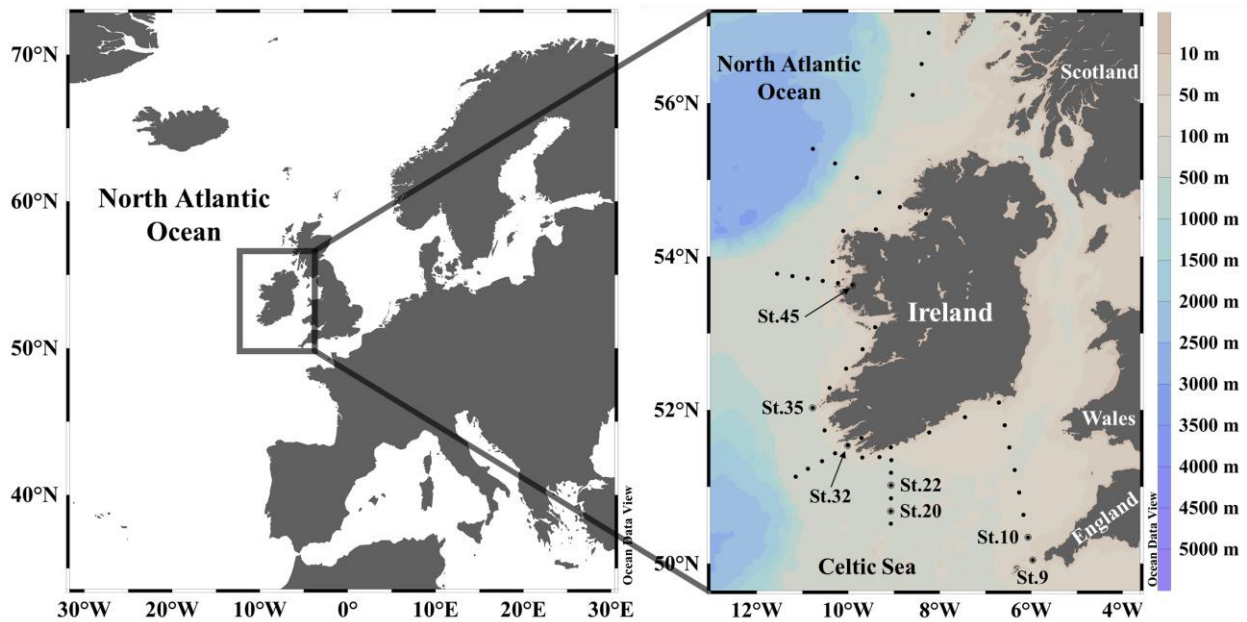 70°N
60°N
50°N
40°N
30°W
20°W
10°W
0°
10°E
20°E
30°E
North Atlantic
Ocean
Ocean Data View
56°N
54°N
52°N
50°N
12°W
10°W
8°W
6°W
4°W
North Atlantic
Ocean
Scotland
Ireland
Wales
England
Celtic Sea
St.45
St.35
St.32
St.22
St.20
St.10
St.9
Ocean Data View
10 m
50 m
100 m
500 m
1000 m
1500 m
2000 m
2500 m
3000 m
3500 m
4000 m
4500 m
5000 m